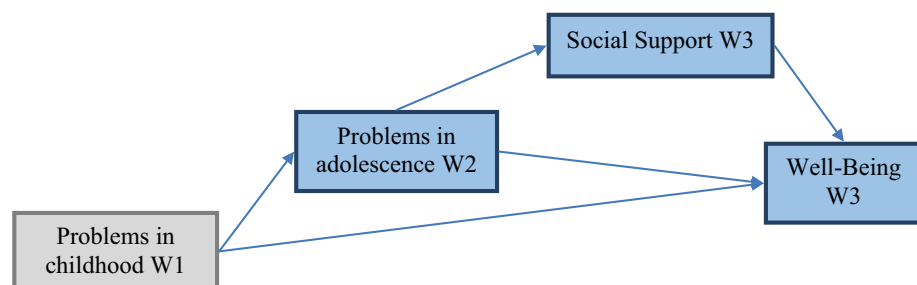 Social Support W3
Problems in
adolescence W2
Well-Being
W3
Problems in
childhood W1